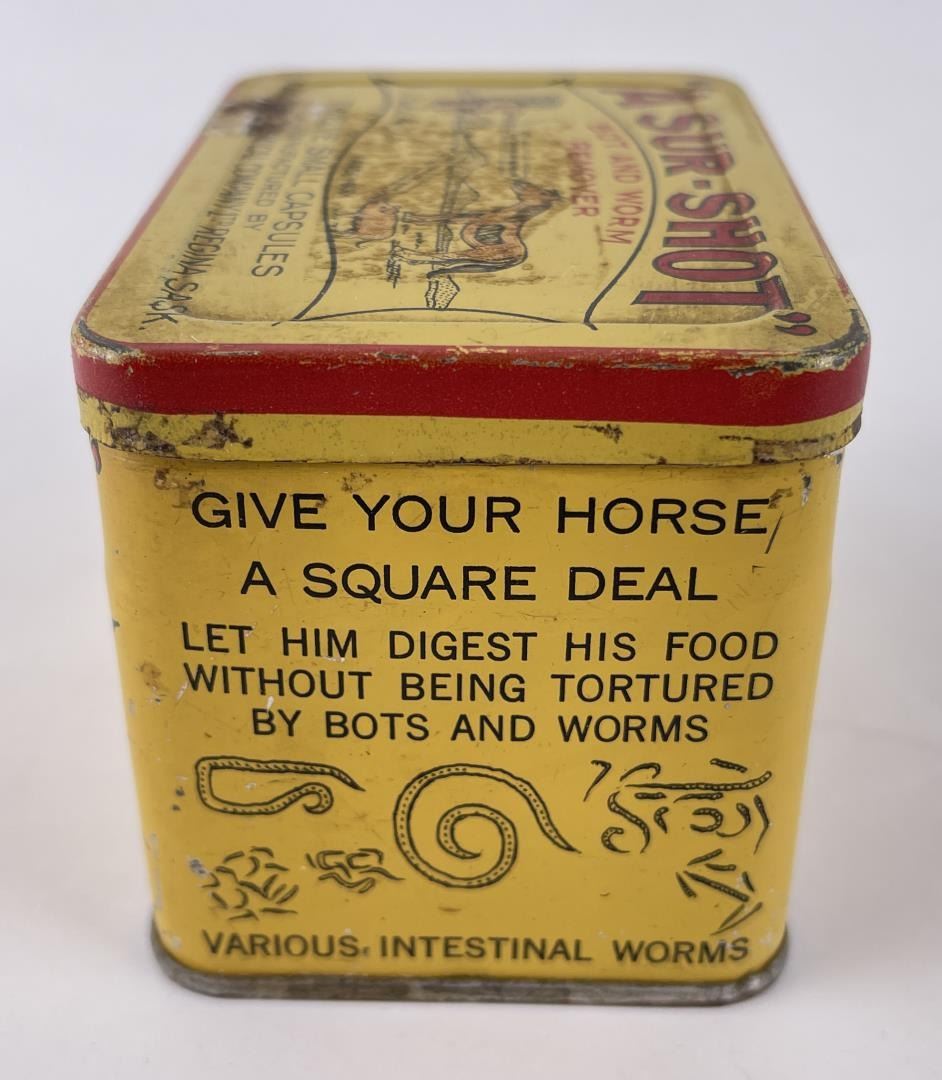 "A SUR-SHOT"
BOT AND WORM
REMOVER
SMALL CAPSULES
MANUFACTURED BY
COMPANY, REGINA, SASK.
GIVE YOUR HORSE
A SQUARE DEAL
LET HIM DIGEST HIS FOOD
WITHOUT BEING TORTURED
BY BOTS AND WORMS
VARIOUS INTESTINAL WORMS